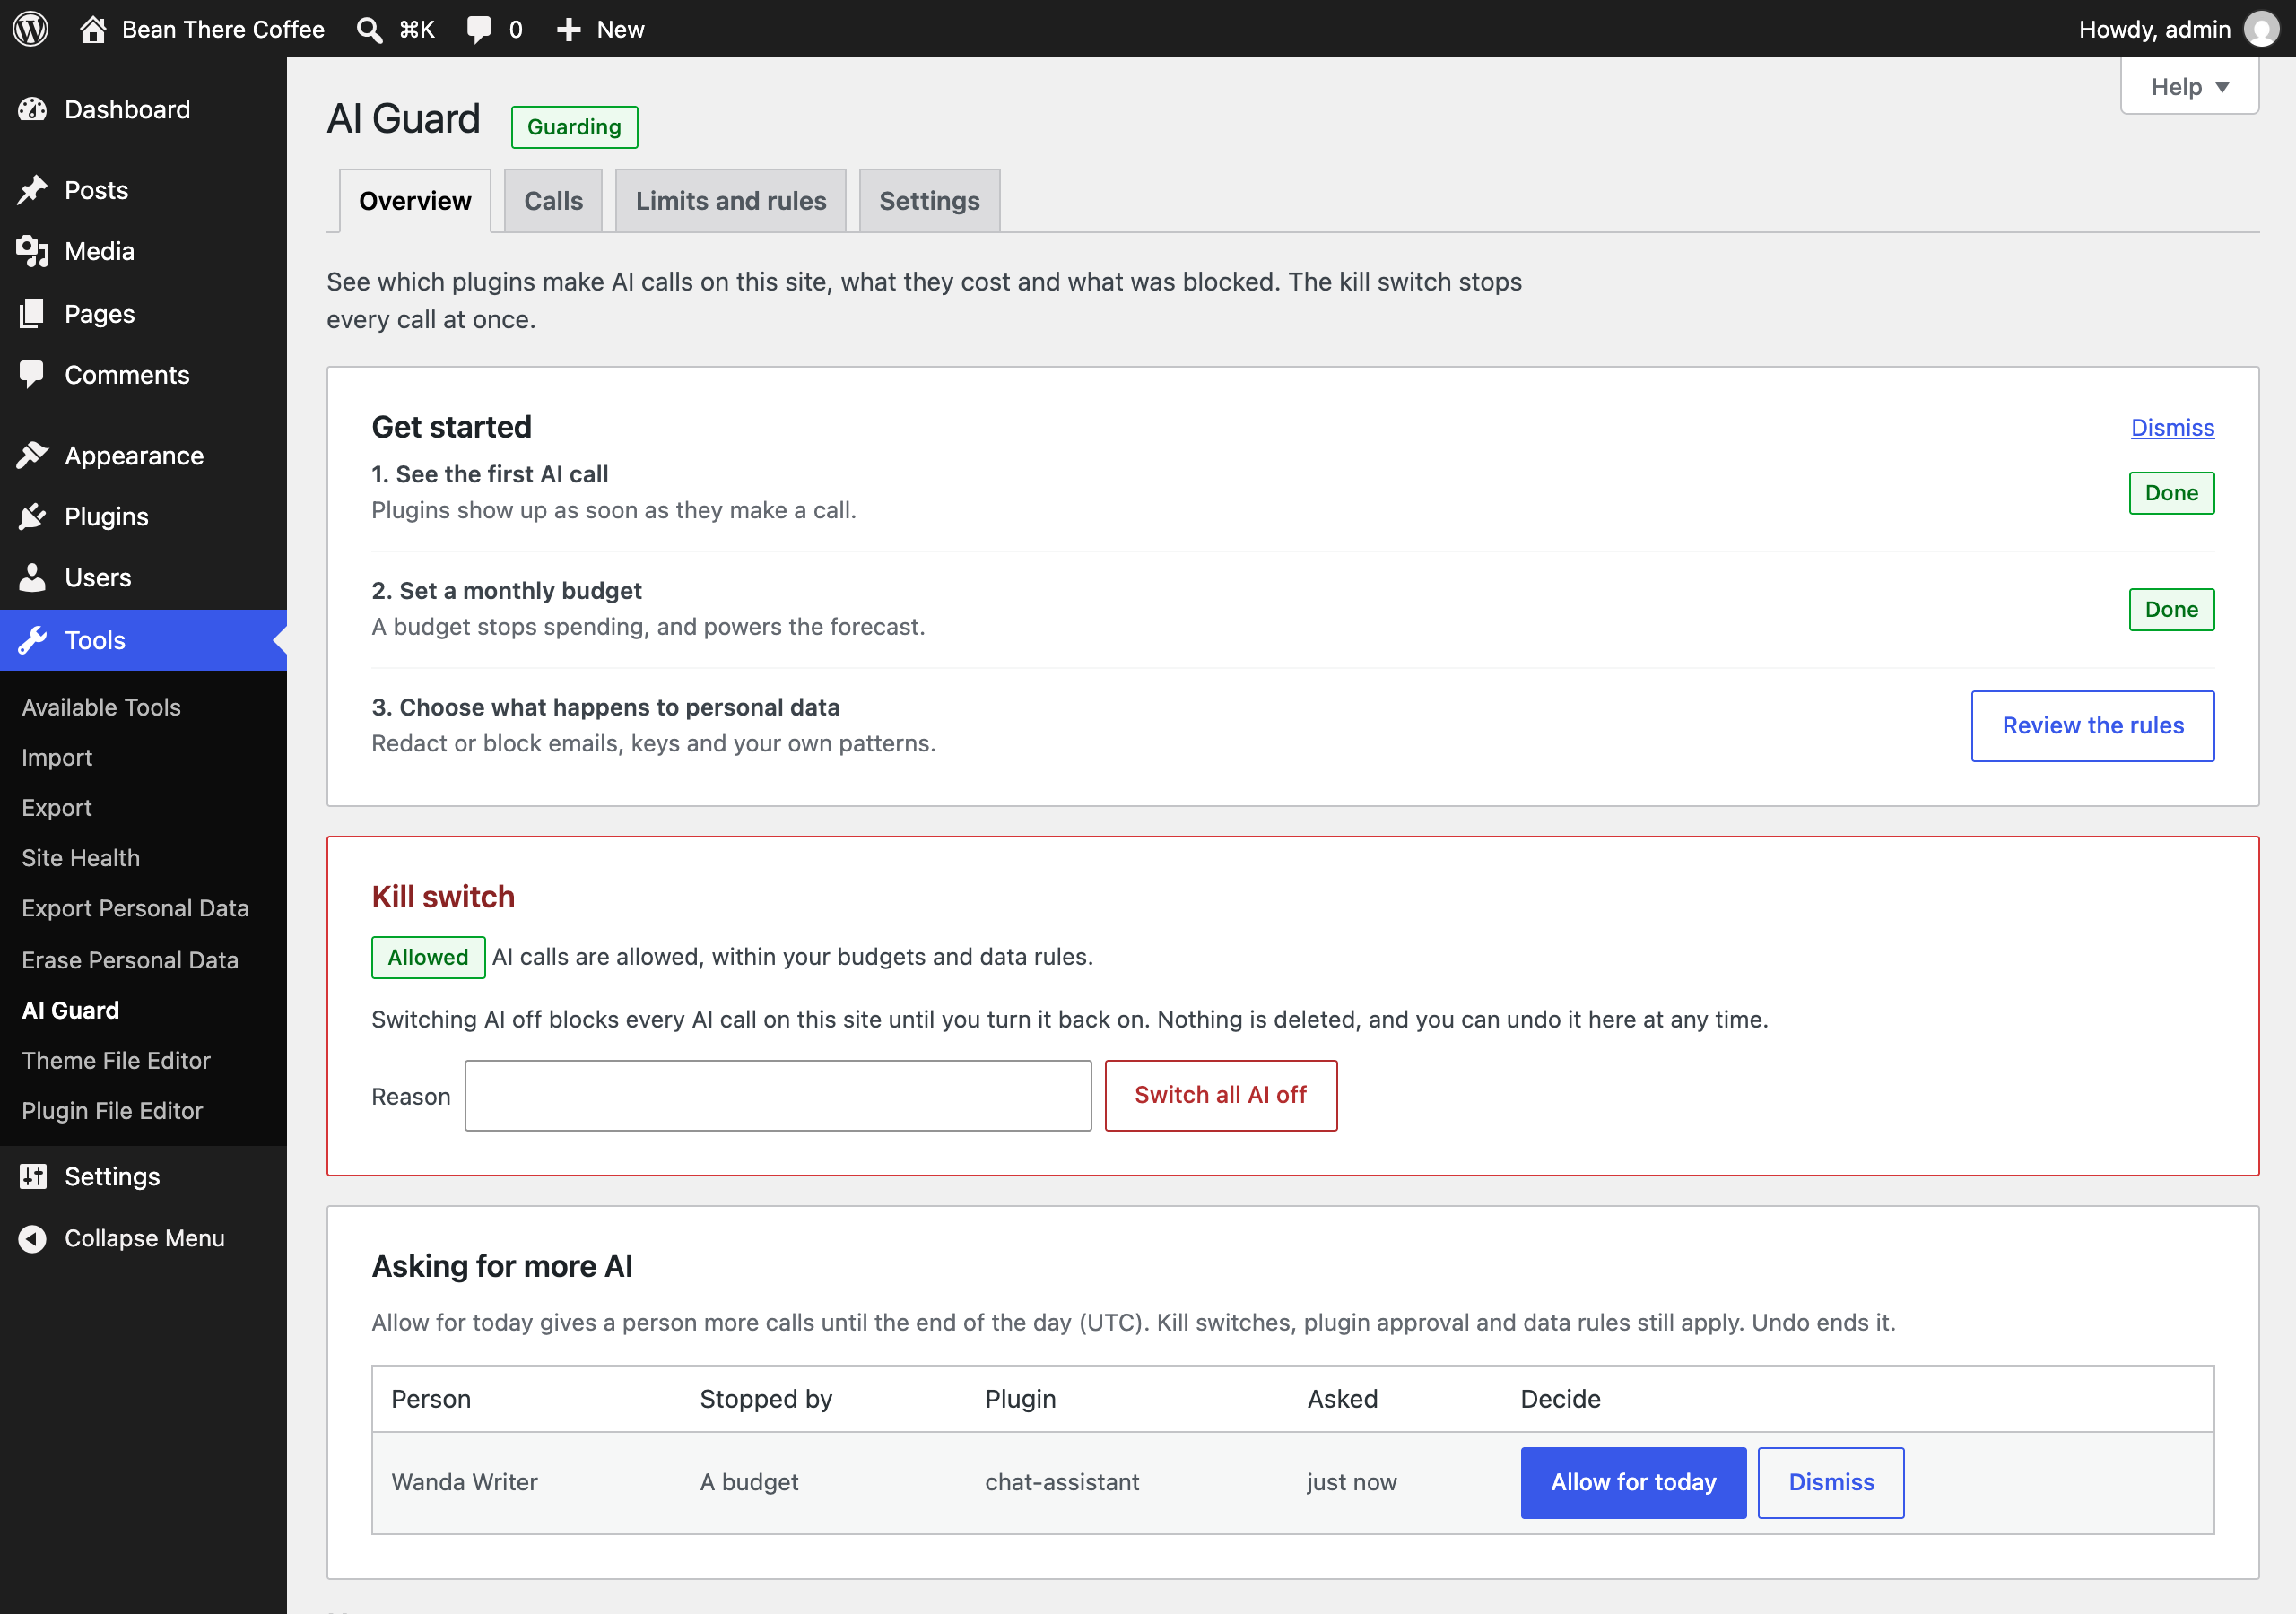 Bean There Coffee ⌘K 0 New Howdy, admin
Help
Dashboard
Posts
Media
Pages
Comments
Appearance
Plugins
Users
Tools
Available Tools
Import
Export
Site Health
Export Personal Data
Erase Personal Data
AI Guard
Theme File Editor
Plugin File Editor
Settings
Collapse Menu
AI Guard Guarding
Overview Calls Limits and rules Settings
See which plugins make AI calls on this site, what they cost and what was blocked. The kill switch stops
every call at once.
Get started Dismiss
1. See the first AI call
Plugins show up as soon as they make a call.
Done
2. Set a monthly budget
A budget stops spending, and powers the forecast.
Done
3. Choose what happens to personal data
Redact or block emails, keys and your own patterns.
Review the rules
Kill switch
Allowed AI calls are allowed, within your budgets and data rules.
Switching AI off blocks every AI call on this site until you turn it back on. Nothing is deleted, and you can undo it here at any time.
Reason Switch all AI off
Asking for more AI
Allow for today gives a person more calls until the end of the day (UTC). Kill switches, plugin approval and data rules still apply. Undo ends it.
Person Stopped by Plugin Asked Decide
Wanda Writer A budget chat-assistant just now Allow for today Dismiss